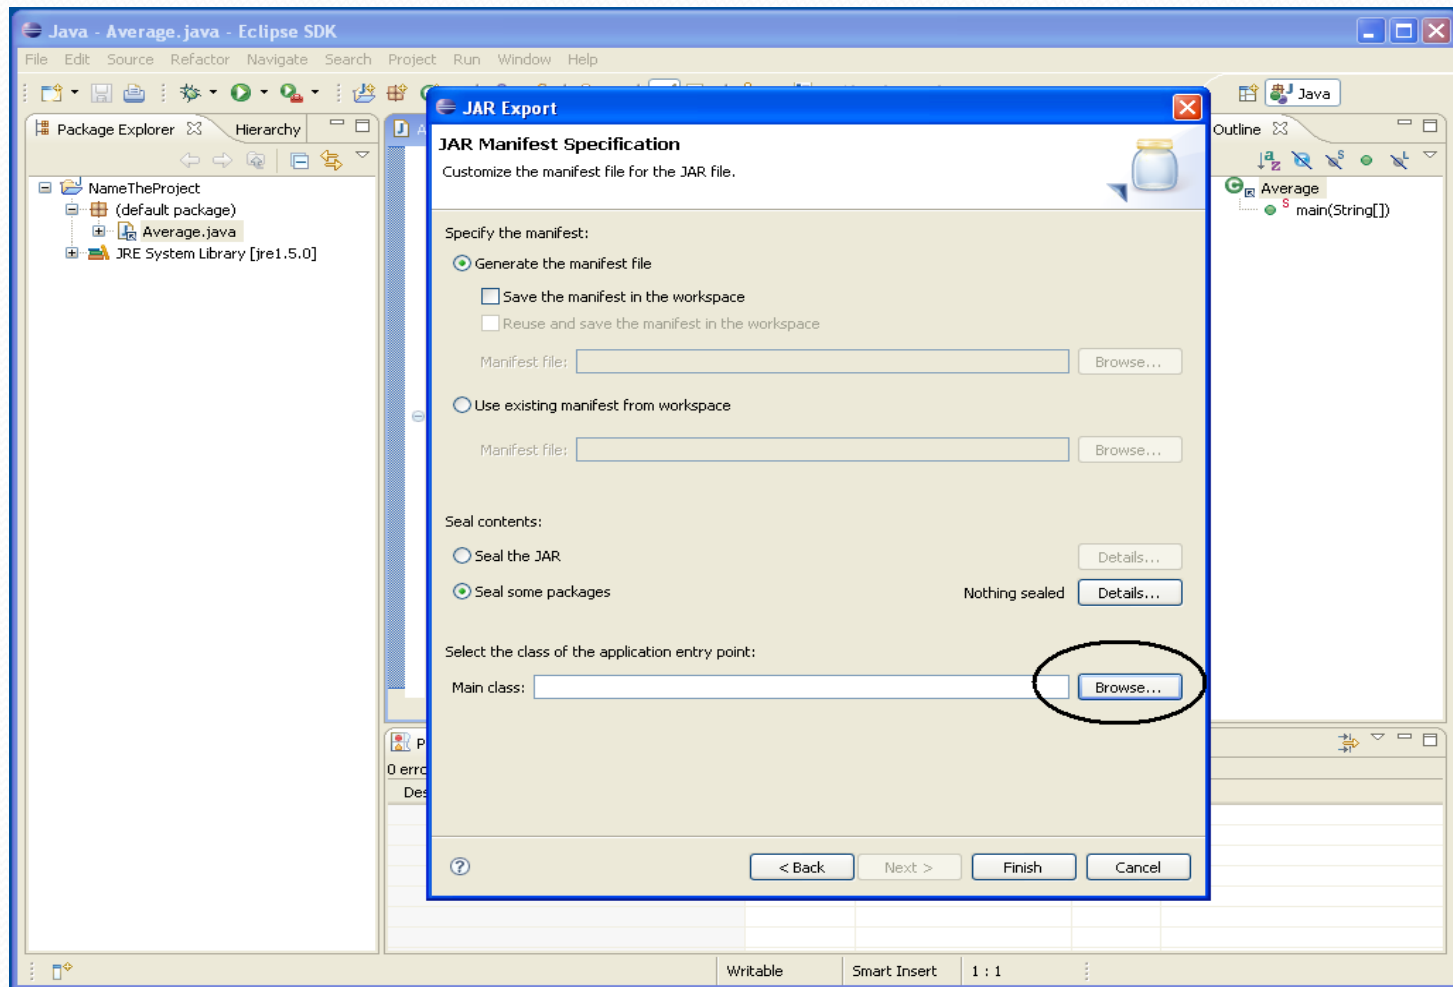 Java - Average.java - Eclipse SDK
File Edit Source Refactor Navigate Search Project Run Window Help
Java
Package Explorer Hierarchy
NameTheProject
(default package)
Average.java
JRE System Library [jre1.5.0]
JAR Export
JAR Manifest Specification
Customize the manifest file for the JAR file.
Specify the manifest:
Generate the manifest file
Save the manifest in the workspace
Reuse and save the manifest in the workspace
Manifest file: Browse...
Use existing manifest from workspace
Manifest file: Browse...
Seal contents:
Seal the JAR Details...
Seal some packages Nothing sealed Details...
Select the class of the application entry point:
Main class: Browse...
< Back Next > Finish Cancel
Outline
Average
main(String[])
P
0 erro
Des
Writable Smart Insert 1 : 1